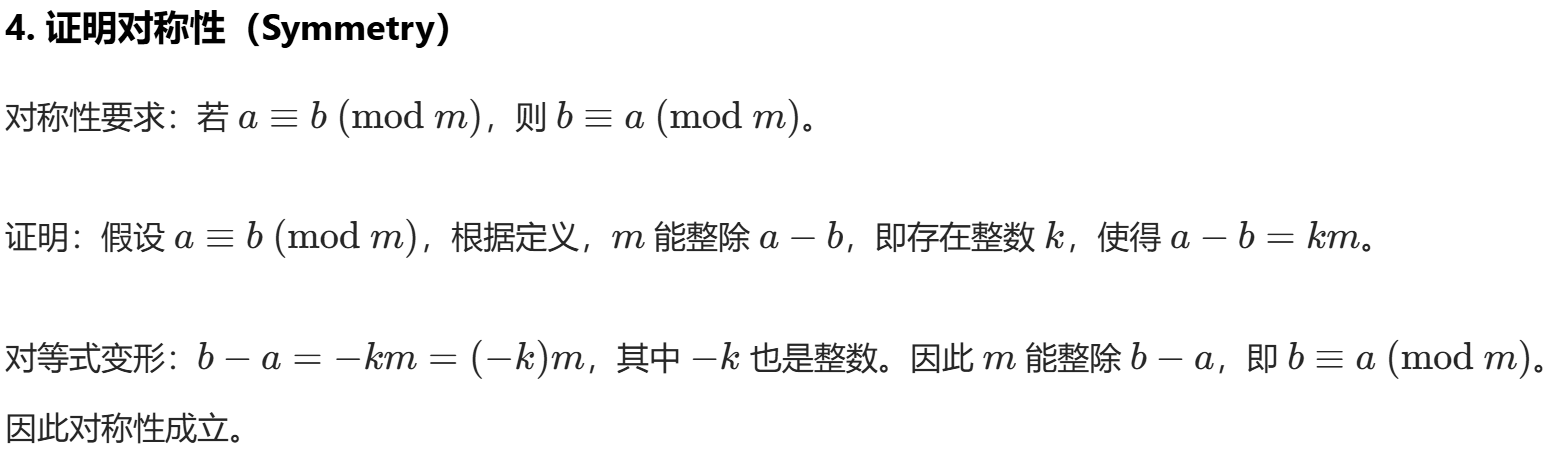 4. 证明对称性（Symmetry）
对称性要求：若 a ≡ b (mod m)，则 b ≡ a (mod m)。
证明：假设 a ≡ b (mod m)，根据定义，m 能整除 a − b，即存在整数 k，使得 a − b = km。
对等式变形：b − a = −km = (−k)m，其中 −k 也是整数。因此 m 能整除 b − a，即 b ≡ a (mod m)。
因此对称性成立。